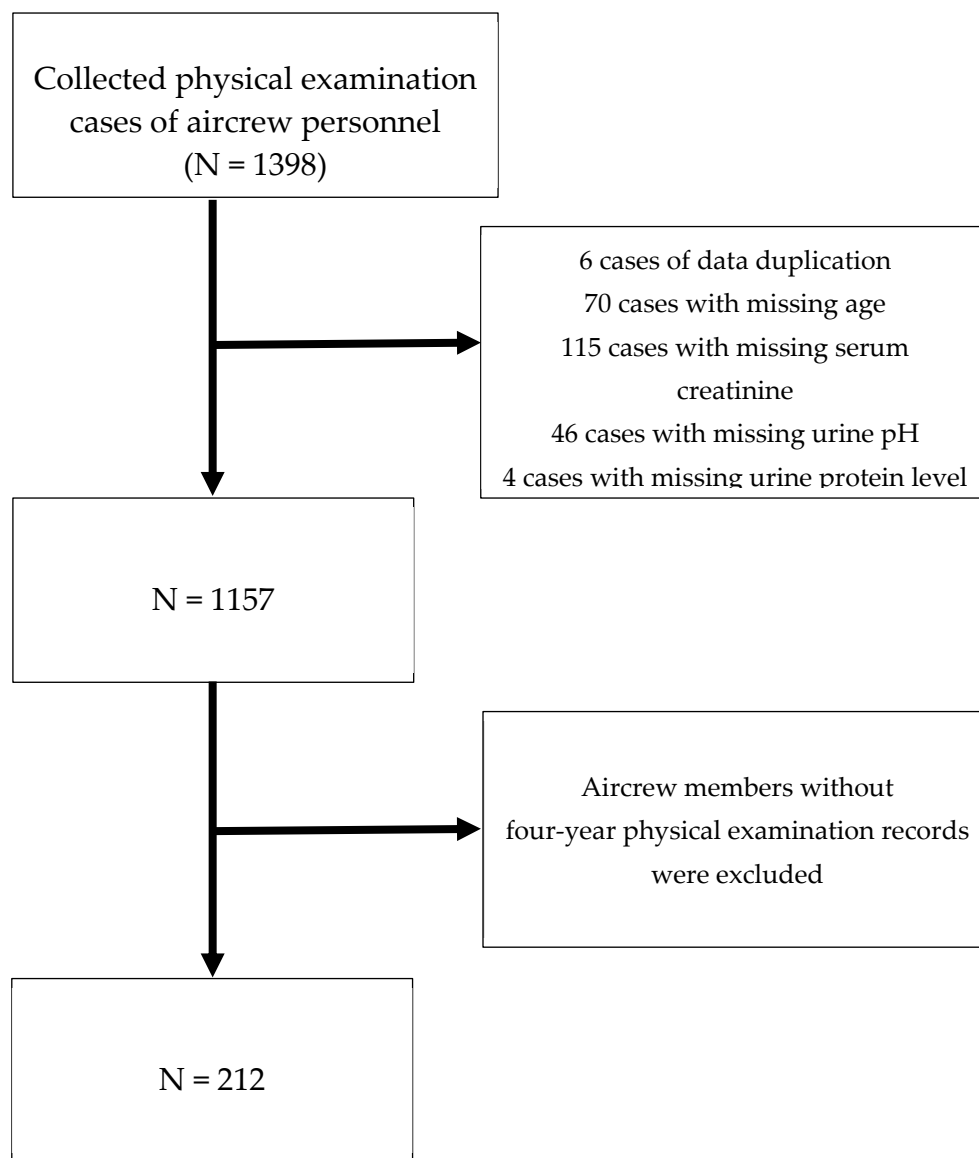 Collected physical examination
cases of aircrew personnel
(N = 1398)
6 cases of data duplication
70 cases with missing age
115 cases with missing serum
creatinine
46 cases with missing urine pH
4 cases with missing urine protein level
N = 1157
Aircrew members without
four-year physical examination records
were excluded
N = 212